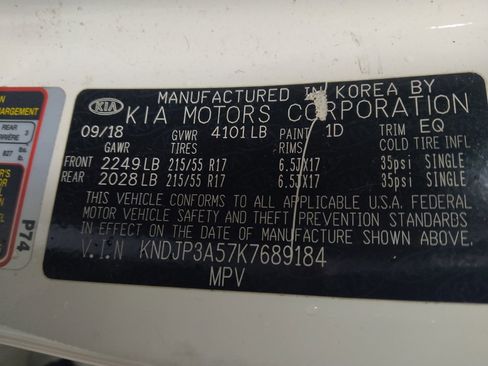 MANUFACTURED IN KOREA BY
KIA KIA MOTORS CORPORATION
09/18 GVWR 4101 LB PAINT 1D TRIM EQ
GAWR TIRES RIMS COLD TIRE INFL
FRONT 2249 LB 215/55 R17 6.5JX17 35psi SINGLE
REAR 2028 LB 215/55 R17 6.5JX17 35psi SINGLE
THIS VEHICLE CONFORMS TO ALL APPLICABLE U.S.A. FEDERAL
MOTOR VEHICLE SAFETY AND THEFT PREVENTION STANDARDS
IN EFFECT ON THE DATE OF MANUFACTURE SHOWN ABOVE.
V.I.N KNDJP3A57K7689184
MPV
REAR 3
827
P74